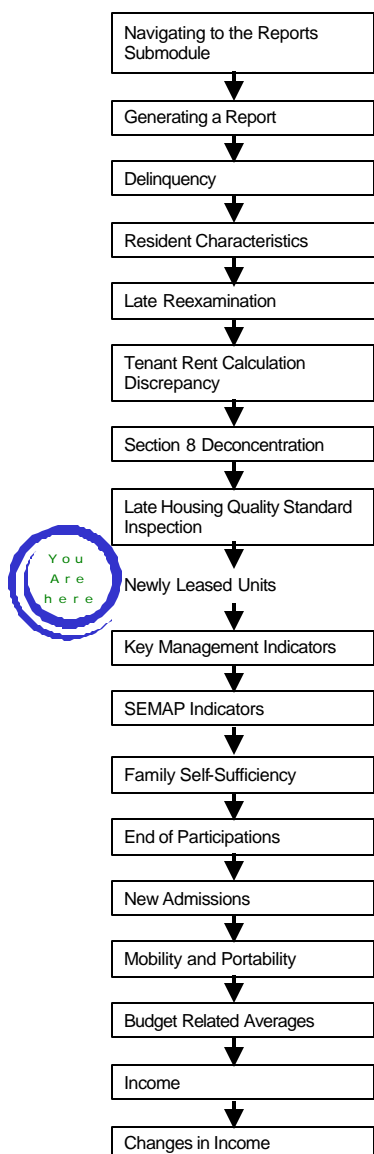 Navigating to the Reports
Submodule
Generating a Report
Delinquency
Resident Characteristics
Late Reexamination
Tenant Rent Calculation
Discrepancy
Section 8 Deconcentration
Late Housing Quality Standard
Inspection
You
Are
here
Newly Leased Units
Key Management Indicators
SEMAP Indicators
Family Self-Sufficiency
End of Participations
New Admissions
Mobility and Portability
Budget Related Averages
Income
Changes in Income